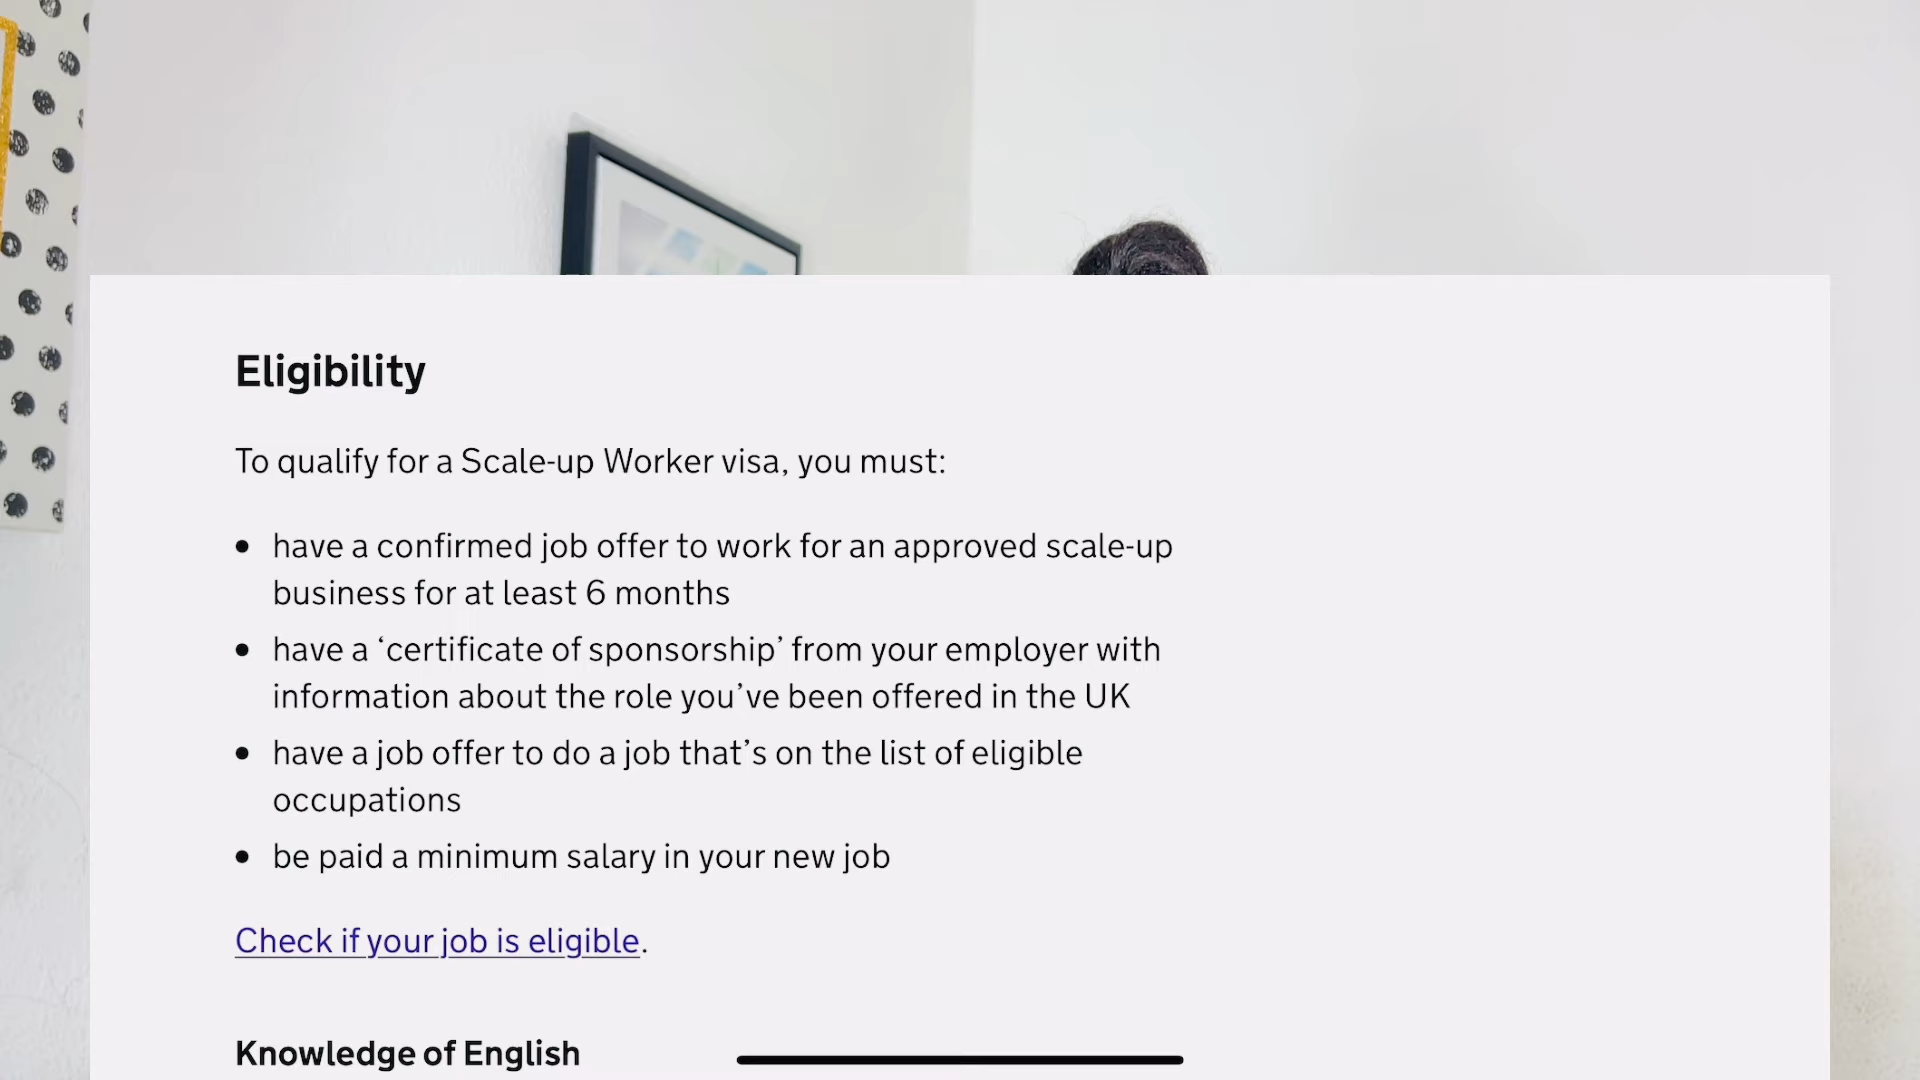 Eligibility
To qualify for a Scale-up Worker visa, you must:
• have a confirmed job offer to work for an approved scale-up
business for at least 6 months
• have a ‘certificate of sponsorship’ from your employer with
information about the role you’ve been offered in the UK
• have a job offer to do a job that’s on the list of eligible
occupations
• be paid a minimum salary in your new job
Check if your job is eligible.
Knowledge of English